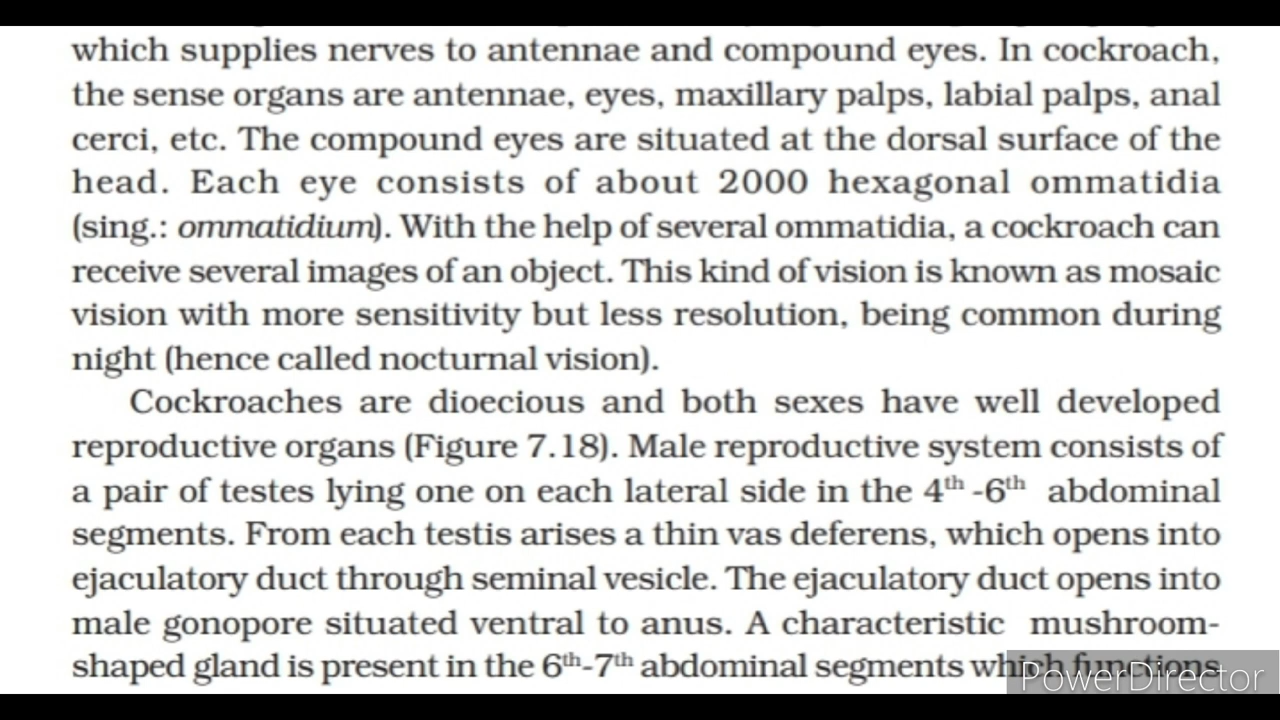 which supplies nerves to antennae and compound eyes. In cockroach,
the sense organs are antennae, eyes, maxillary palps, labial palps, anal
cerci, etc. The compound eyes are situated at the dorsal surface of the
head. Each eye consists of about 2000 hexagonal ommatidia
(sing.: ommatidium). With the help of several ommatidia, a cockroach can
receive several images of an object. This kind of vision is known as mosaic
vision with more sensitivity but less resolution, being common during
night (hence called nocturnal vision).
Cockroaches are dioecious and both sexes have well developed
reproductive organs (Figure 7.18). Male reproductive system consists of
a pair of testes lying one on each lateral side in the 4th -6th abdominal
segments. From each testis arises a thin vas deferens, which opens into
ejaculatory duct through seminal vesicle. The ejaculatory duct opens into
male gonopore situated ventral to anus. A characteristic mushroom-
shaped gland is present in the 6th-7th abdominal segments which functions
PowerDirector